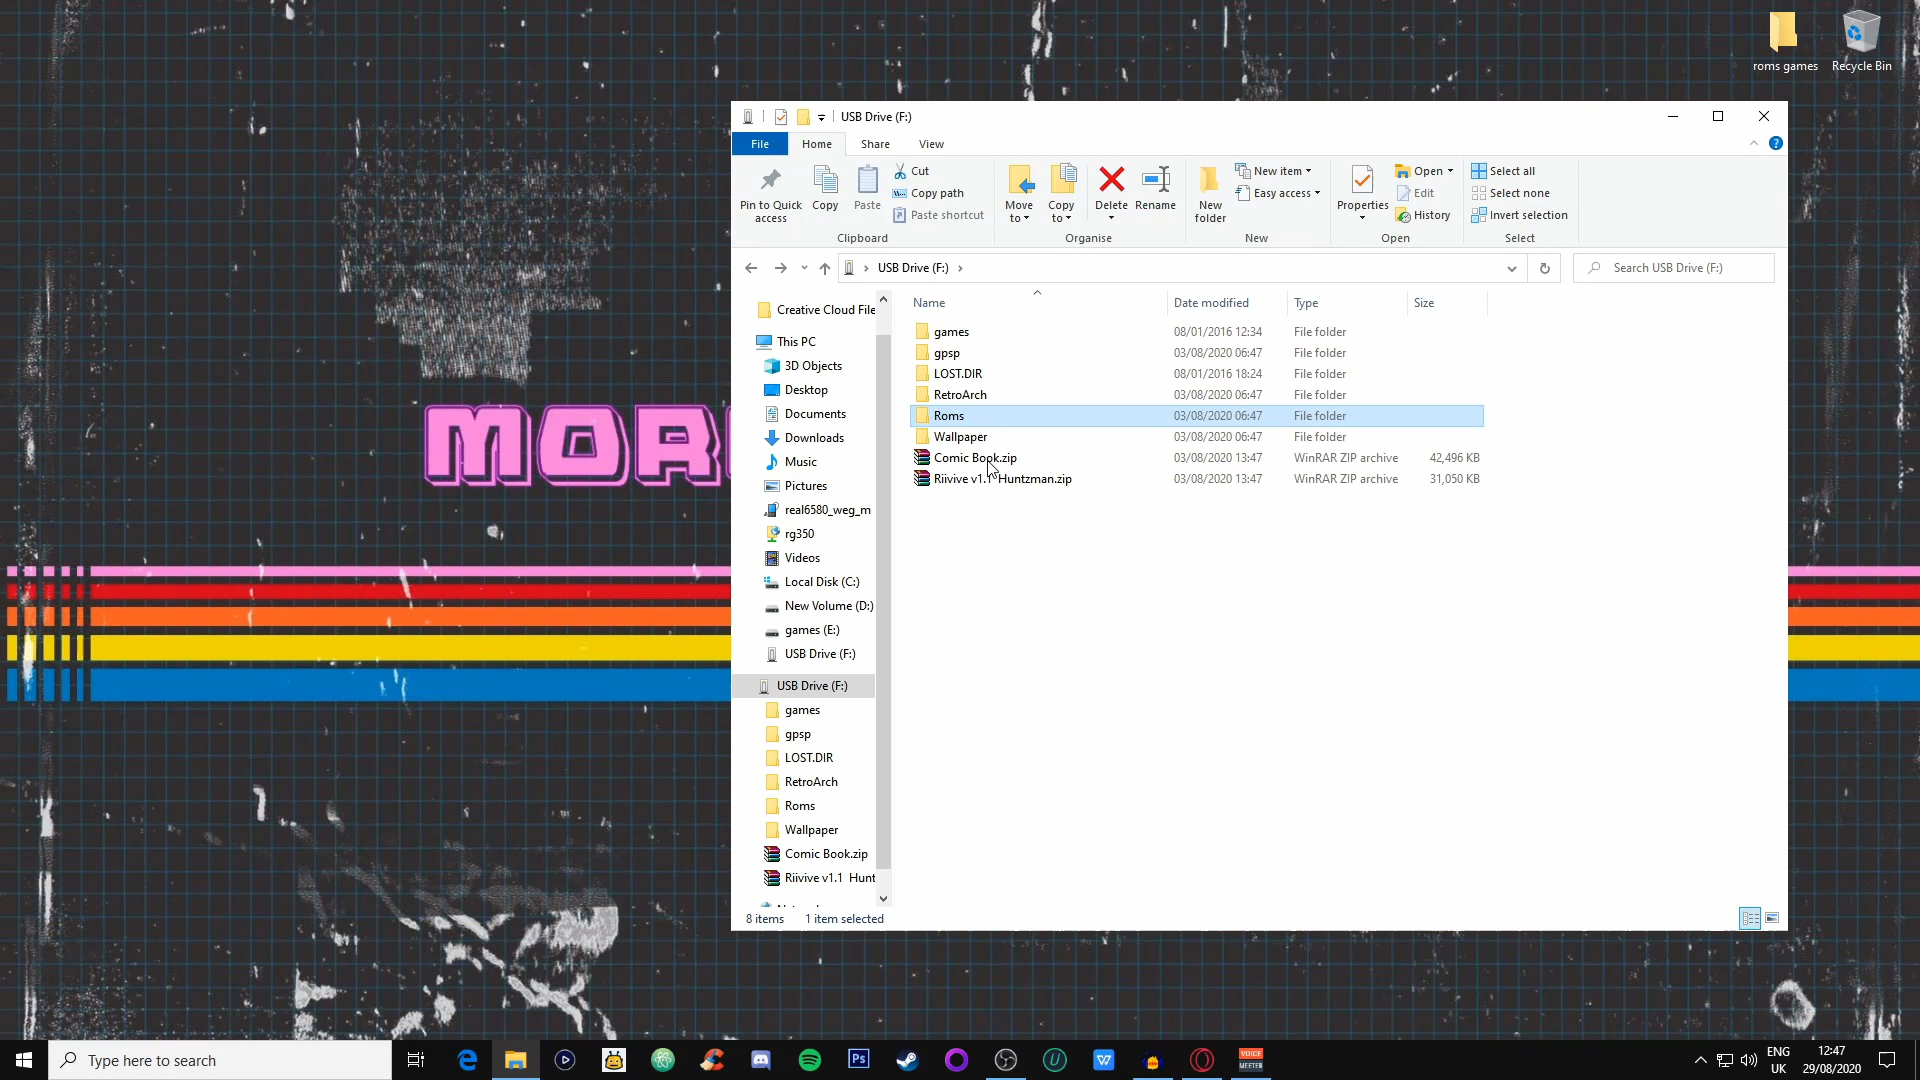 roms games
Recycle Bin
USB Drive (F:)
File
Home
Share
View
Pin to Quick access
Copy
Paste
Cut
Copy path
Paste shortcut
Clipboard
Move to
Copy to
Delete
Rename
Organise
New folder
New item
Easy access
New
Properties
Open
Edit
History
Open
Select all
Select none
Invert selection
Select
USB Drive (F:)
Search USB Drive (F:)
Creative Cloud File
This PC
3D Objects
Desktop
Documents
Downloads
Music
Pictures
real6580_weg_m
rg350
Videos
Local Disk (C:)
New Volume (D:)
games (E:)
USB Drive (F:)
USB Drive (F:)
games
gpsp
LOST.DIR
RetroArch
Roms
Wallpaper
Comic Book.zip
Riivive v1.1 Hunt
Name Date modified Type Size
games 08/01/2016 12:34 File folder
gpsp 03/08/2020 06:47 File folder
LOST.DIR 08/01/2016 18:24 File folder
RetroArch 03/08/2020 06:47 File folder
Roms 03/08/2020 06:47 File folder
Wallpaper 03/08/2020 06:47 File folder
Comic Book.zip 03/08/2020 13:47 WinRAR ZIP archive 42,496 KB
Riivive v1.1 Huntzman.zip 03/08/2020 13:47 WinRAR ZIP archive 31,050 KB
8 items 1 item selected
MOR
Type here to search
Ps
VOICE
MEETER
ENG
UK
12:47
29/08/2020